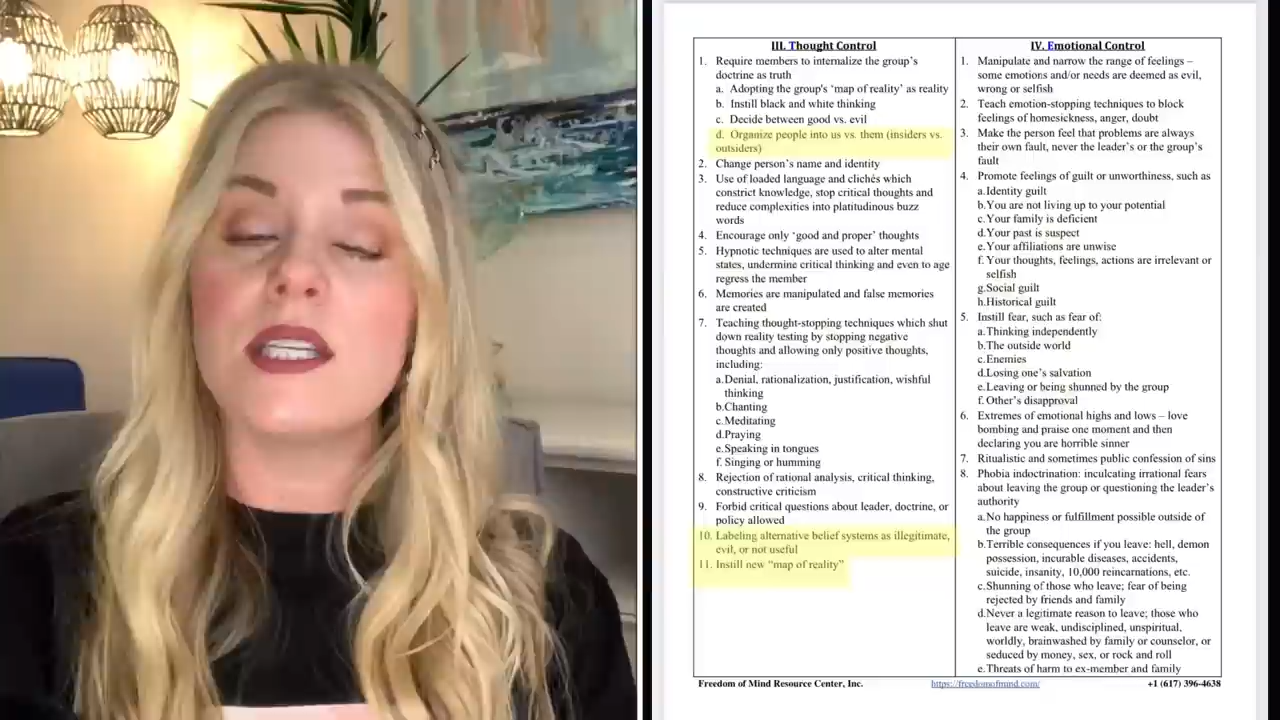 III. Thought Control
1. Require members to internalize the group's
doctrine as truth
a. Adopting the group's 'map of reality' as reality
b. Instill black and white thinking
c. Decide between good vs. evil
d. Organize people into us vs. them (insiders vs.
outsiders)
2. Change person's name and identity
3. Use of loaded language and clichés which
constrict knowledge, stop critical thoughts and
reduce complexities into platitudinous buzz
words
4. Encourage only 'good and proper' thoughts
5. Hypnotic techniques are used to alter mental
states, undermine critical thinking and even to age
regress the member
6. Memories are manipulated and false memories
are created
7. Teaching thought-stopping techniques which shut
down reality testing by stopping negative
thoughts and allowing only positive thoughts,
including:
a. Denial, rationalization, justification, wishful
thinking
b. Chanting
c. Meditating
d. Praying
e. Speaking in tongues
f. Singing or humming
8. Rejection of rational analysis, critical thinking,
constructive criticism
9. Forbid critical questions about leader, doctrine, or
policy allowed
10. Labeling alternative belief systems as illegitimate,
evil, or not useful
11. Instill new "map of reality"
IV. Emotional Control
1. Manipulate and narrow the range of feelings –
some emotions and/or needs are deemed as evil,
wrong or selfish
2. Teach emotion-stopping techniques to block
feelings of homesickness, anger, doubt
3. Make the person feel that problems are always
their own fault, never the leader's or the group's
fault
4. Promote feelings of guilt or unworthiness, such as
a. Identity guilt
b. You are not living up to your potential
c. Your family is deficient
d. Your past is suspect
e. Your affiliations are unwise
f. Your thoughts, feelings, actions are irrelevant or
selfish
g. Social guilt
h. Historical guilt
5. Instill fear, such as fear of:
a. Thinking independently
b. The outside world
c. Enemies
d. Losing one's salvation
e. Leaving or being shunned by the group
f. Other's disapproval
6. Extremes of emotional highs and lows – love
bombing and praise one moment and then
declaring you are horrible sinner
7. Ritualistic and sometimes public confession of sins
8. Phobia indoctrination: inculcating irrational fears
about leaving the group or questioning the leader's
authority
a. No happiness or fulfillment possible outside of
the group
b. Terrible consequences if you leave: hell, demon
possession, incurable diseases, accidents,
suicide, insanity, 10,000 reincarnations, etc.
c. Shunning of those who leave; fear of being
rejected by friends and family
d. Never a legitimate reason to leave; those who
leave are weak, undisciplined, unspiritual,
worldly, brainwashed by family or counselor, or
seduced by money, sex, or rock and roll
e. Threats of harm to ex-member and family
Freedom of Mind Resource Center, Inc. https://freedomofmind.com/ +1 (617) 396-4638